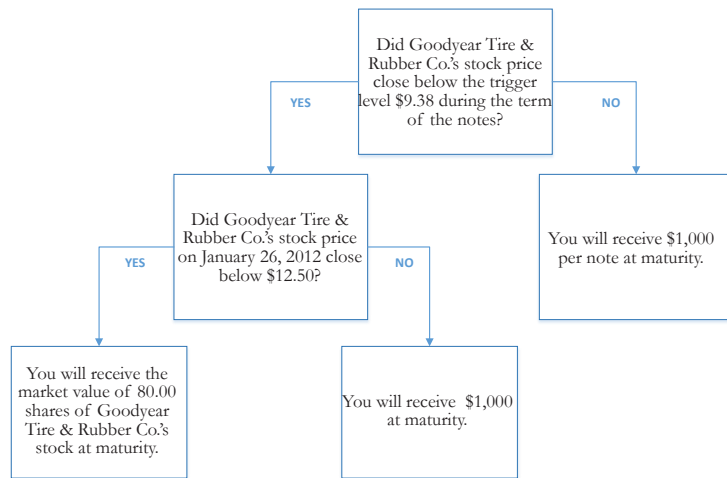 Did Goodyear Tire &
Rubber Co.'s stock price
close below the trigger
level $9.38 during the term
of the notes?
YES
NO
Did Goodyear Tire &
Rubber Co.'s stock price
on January 26, 2012 close
below $12.50?
You will receive $1,000
per note at maturity.
YES
NO
You will receive the
market value of 80.00
shares of Goodyear
Tire & Rubber Co.'s
stock at maturity.
You will receive $1,000
at maturity.